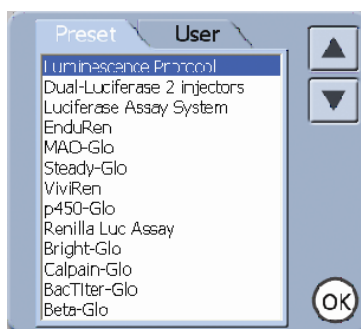 Preset User
Luminescence Protocol
Dual-Luciferase 2 injectors
Luciferase Assay System
EnduRen
MAO-Glo
Steady-Glo
ViviRen
p450-Glo
Renilla Luc Assay
Bright-Glo
Calpain-Glo
BacTIter-Glo
Beta-Glo
OK